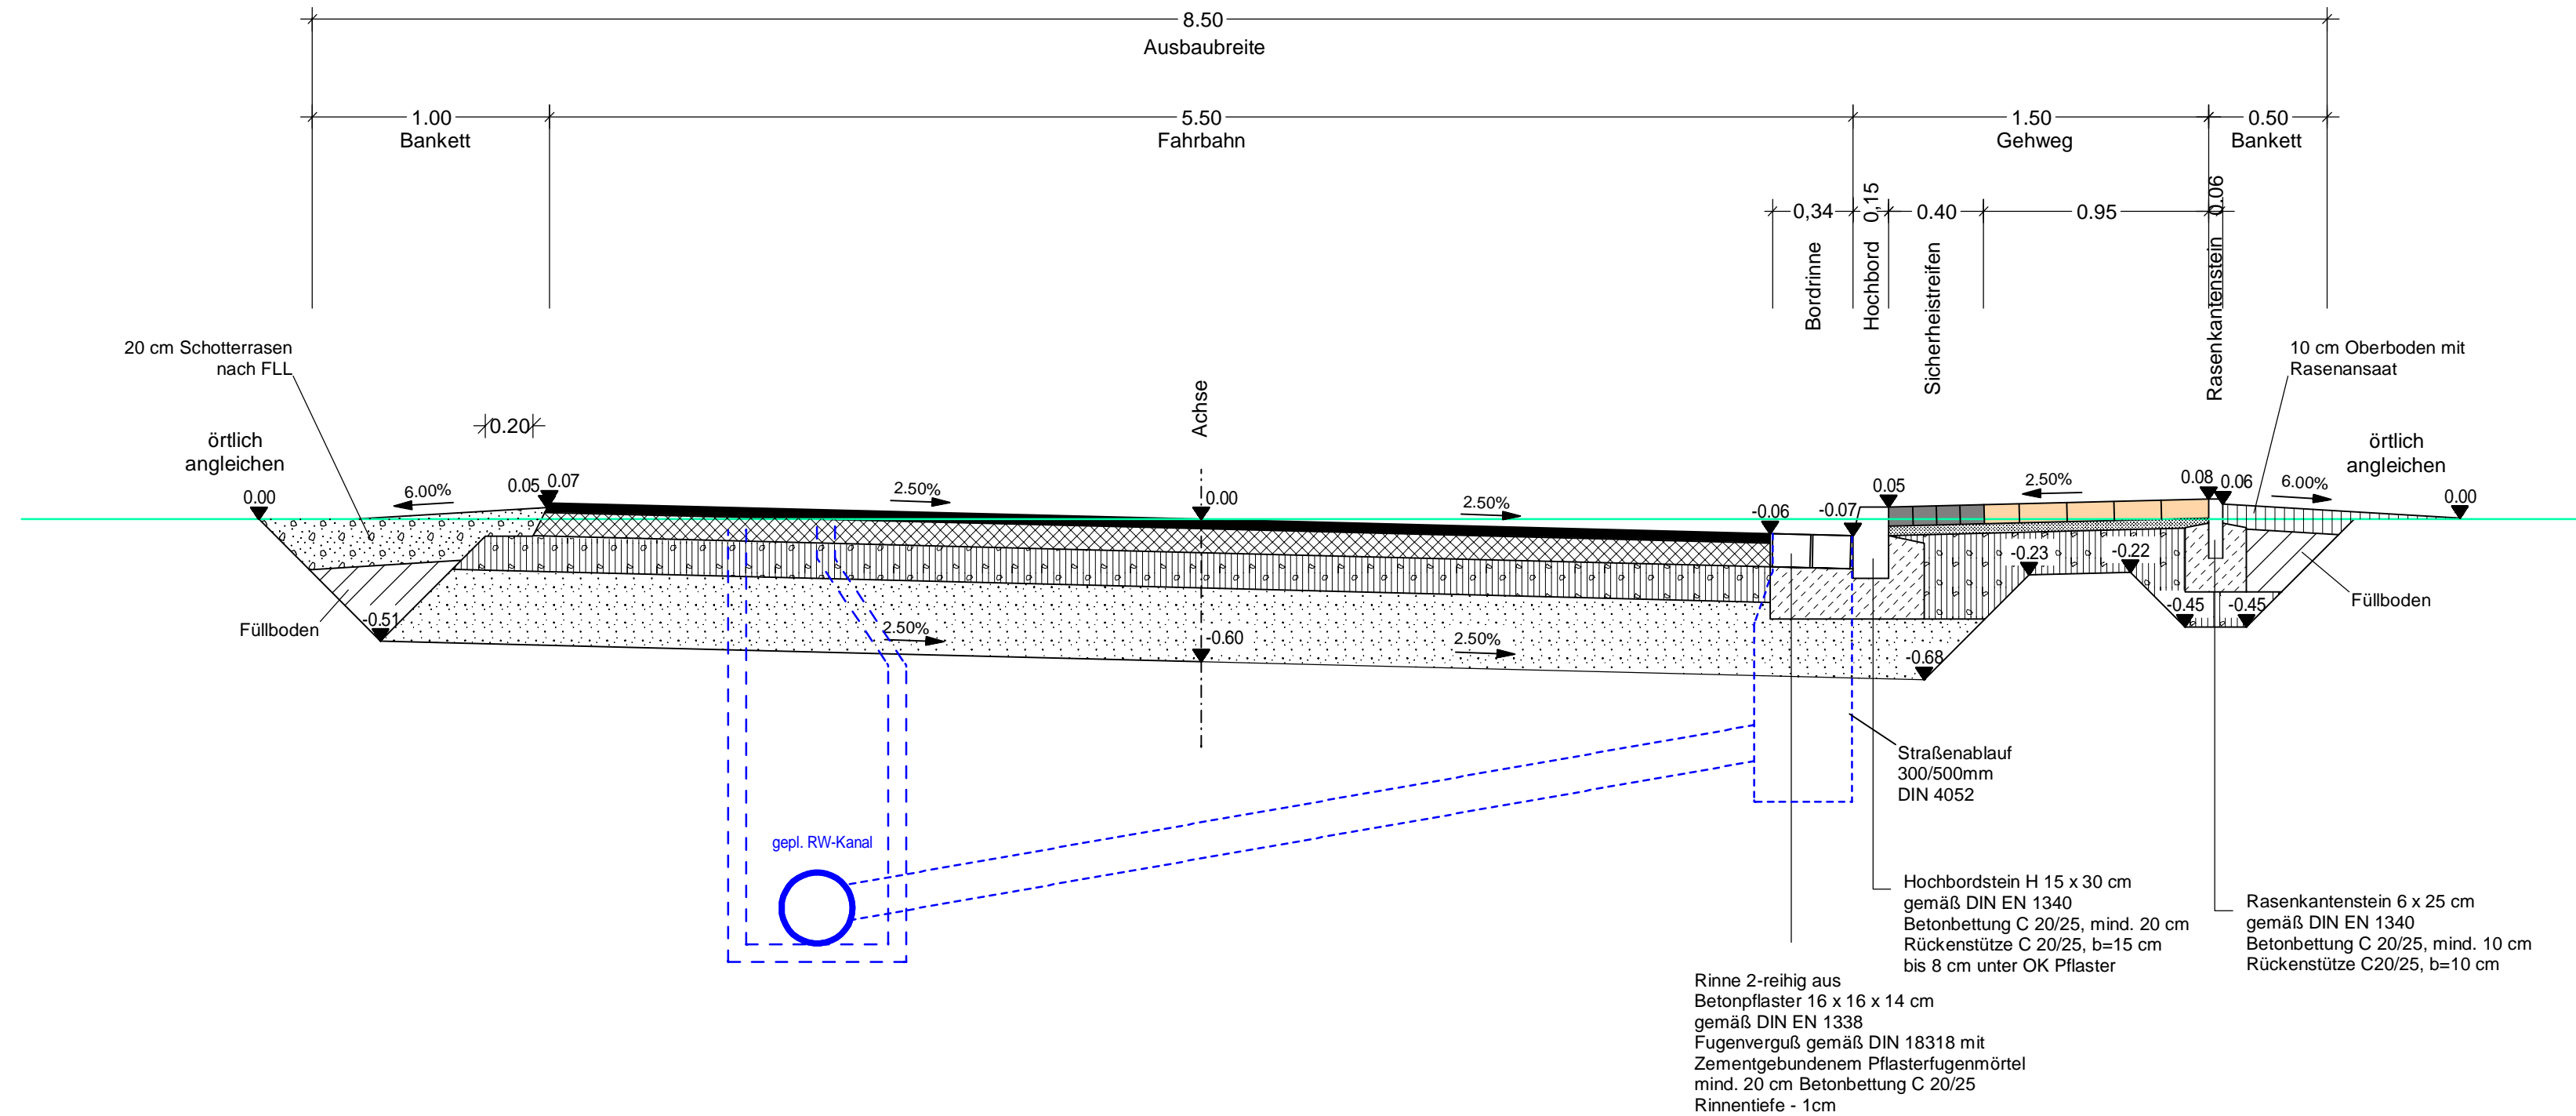 8.50
Ausbaubreite
1.00
Bankett
5.50
Fahrbahn
1.50
Gehweg
0.50
Bankett
0,34
Bordrinne
0,15
Hochbord
0.40
Sicherheistreifen
0.95
0.06
Rasenkantenstein
20 cm Schotterrasen
nach FLL
10 cm Oberboden mit
Rasenansaat
0.20
Achse
örtlich
angleichen
örtlich
angleichen
0.00
6.00%
0.05
0.07
2.50%
0.00
2.50%
-0.06
-0.07
0.05
2.50%
0.08
0.06
6.00%
0.00
-0.23
-0.22
Füllboden
-0.51
2.50%
-0.60
2.50%
-0.68
-0.45
-0.45
Füllboden
Straßenablauf
300/500mm
DIN 4052
gepl. RW-Kanal
Hochbordstein H 15 x 30 cm
gemäß DIN EN 1340
Betonbettung C 20/25, mind. 20 cm
Rückenstütze C 20/25, b=15 cm
bis 8 cm unter OK Pflaster
Rasenkantenstein 6 x 25 cm
gemäß DIN EN 1340
Betonbettung C 20/25, mind. 10 cm
Rückenstütze C20/25, b=10 cm
Rinne 2-reihig aus
Betonpflaster 16 x 16 x 14 cm
gemäß DIN EN 1338
Fugenverguß gemäß DIN 18318 mit
Zementgebundenem Pflasterfugenmörtel
mind. 20 cm Betonbettung C 20/25
Rinnentiefe - 1cm